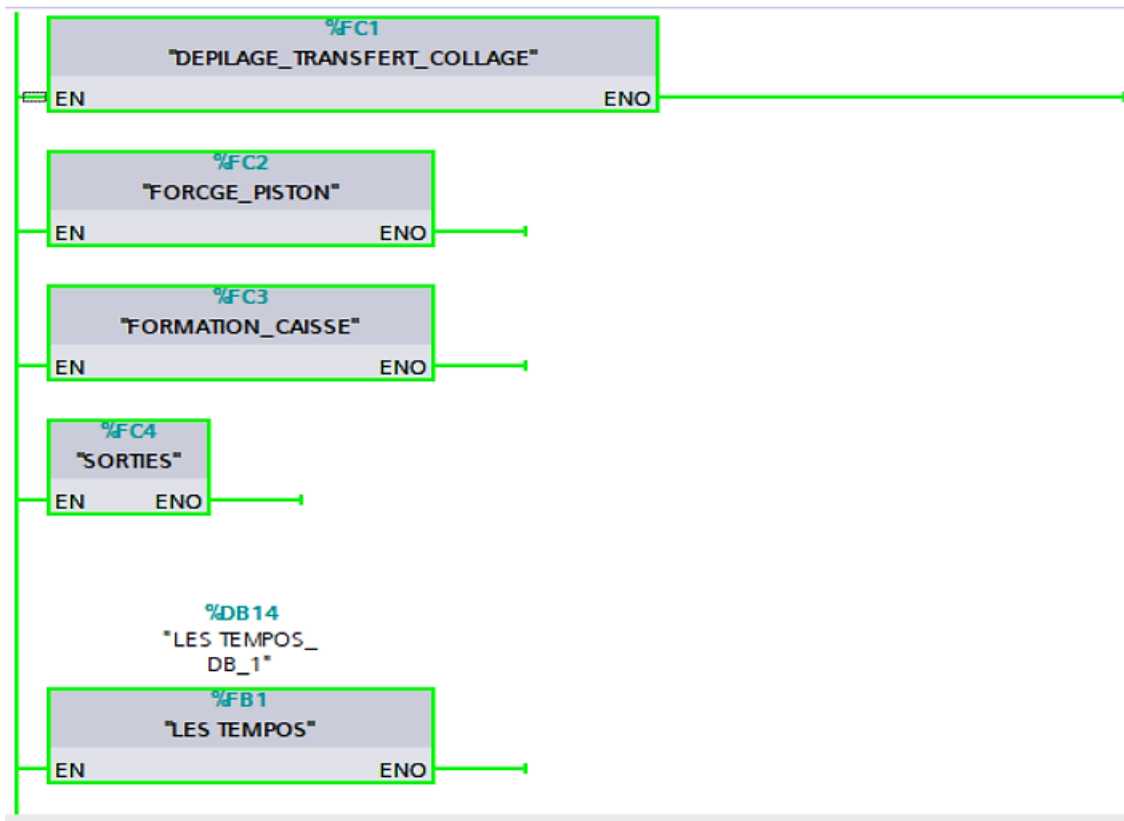 %FC1
"DEPILAGE_TRANSFERT_COLLAGE"
EN ENO
%FC2
"FORCGE_PISTON"
EN ENO
%FC3
"FORMATION_CAISSE"
EN ENO
%FC4
"SORTIES"
EN ENO
%DB14
"LES TEMPOS_
DB_1"
%FB1
"LES TEMPOS"
EN ENO